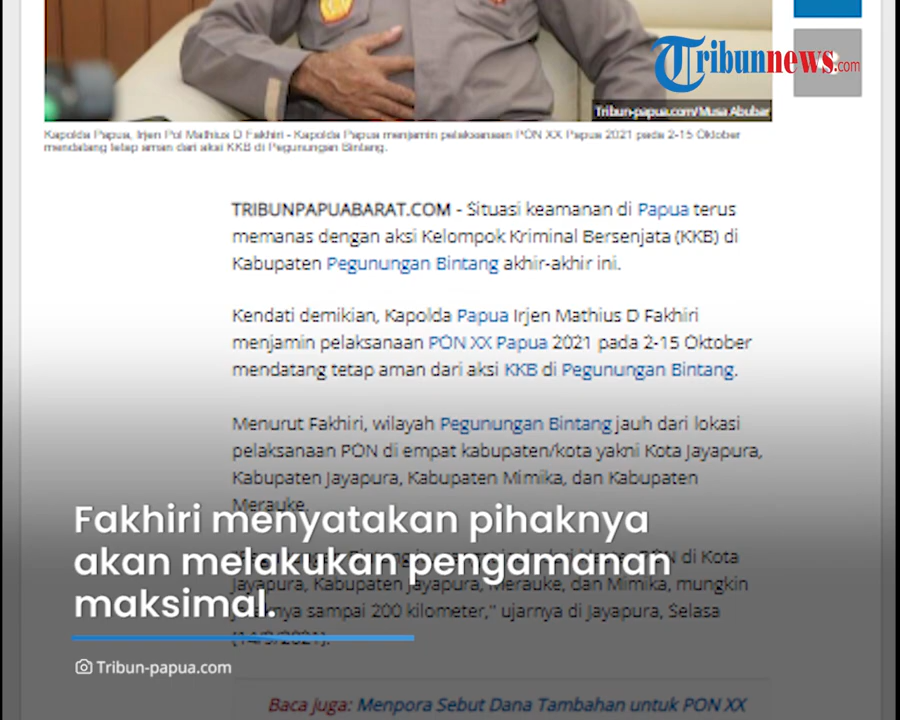 Tribunnews.com
Tribun-papua.com/Musa Abubar
Kapolda Papua, Irjen Pol Mathius D Fakhiri - Kapolda Papua menjamin pelaksanaan PON XX Papua 2021 pada 2-15 Oktober
mendatang tetap aman dari aksi KKB di Pegunungan Bintang.
TRIBUNPAPUABARAT.COM - Situasi keamanan di Papua terus
memanas dengan aksi Kelompok Kriminal Bersenjata (KKB) di
Kabupaten Pegunungan Bintang akhir-akhir ini.
Kendati demikian, Kapolda Papua Irjen Mathius D Fakhiri
menjamin pelaksanaan PON XX Papua 2021 pada 2-15 Oktober
mendatang tetap aman dari aksi KKB di Pegunungan Bintang.
Menurut Fakhiri, wilayah Pegunungan Bintang jauh dari lokasi
pelaksanaan PON di empat kabupaten/kota yakni Kota Jayapura,
Kabupaten Jayapura, Kabupaten Mimika, dan Kabupaten
Merauke.
di Kota
Jayapura, Kabupaten Jayapura, Merauke, dan Mimika, mungkin
sampai 200 kilometer," ujarnya di Jayapura, Selasa
(14/9/2021).
Fakhiri menyatakan pihaknya
akan melakukan pengamanan
maksimal.
Tribun-papua.com
Baca juga: Menpora Sebut Dana Tambahan untuk PON XX